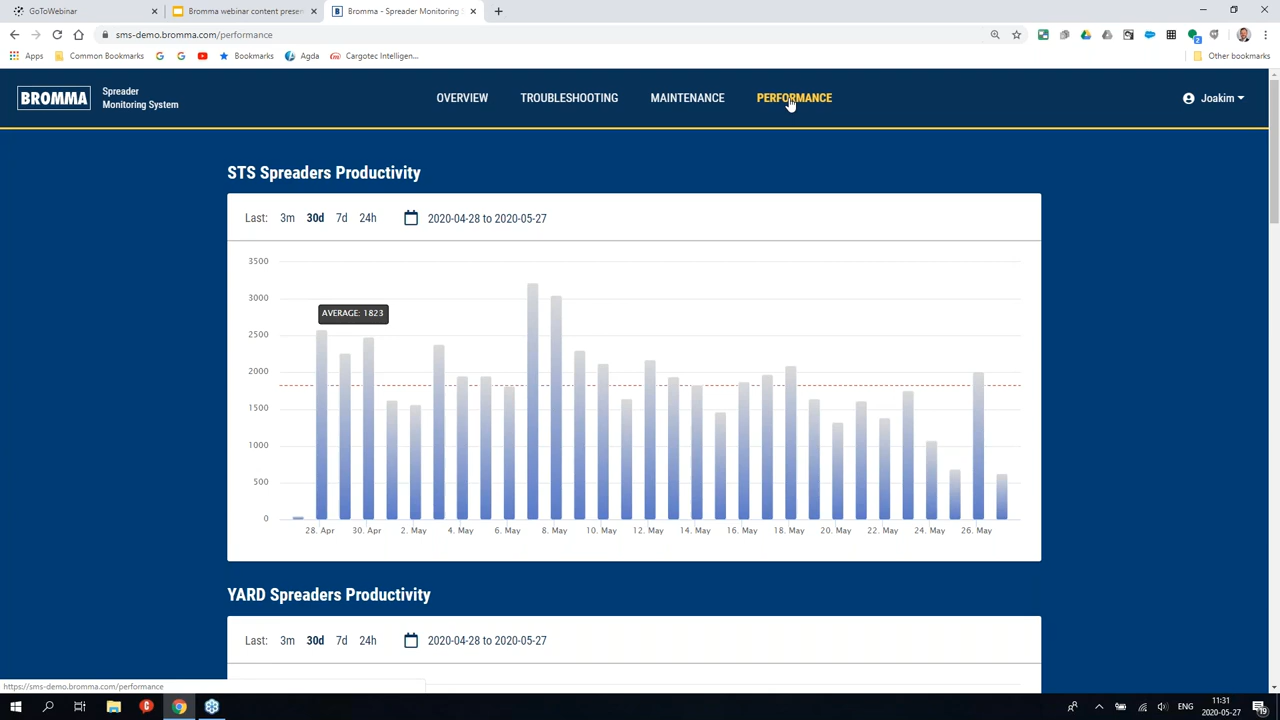 GoToWebinar
Bromma webinar content presen
Bromma - Spreader Monitoring S
sms-demo.bromma.com/performance
Apps
Common Bookmarks
Bookmarks
Agda
Cargotec Intelligen...
Other bookmarks
BROMMA
Spreader
Monitoring System
OVERVIEW
TROUBLESHOOTING
MAINTENANCE
PERFORMANCE
Joakim
STS Spreaders Productivity
Last: 3m 30d 7d 24h 2020-04-28 to 2020-05-27
3500
3000
AVERAGE: 1823
2500
2000
1500
1000
500
0
28. Apr 30. Apr 2. May 4. May 6. May 8. May 10. May 12. May 14. May 16. May 18. May 20. May 22. May 24. May 26. May
YARD Spreaders Productivity
Last: 3m 30d 7d 24h 2020-04-28 to 2020-05-27
https://sms-demo.bromma.com/performance
ENG
11:31
2020-05-27
19